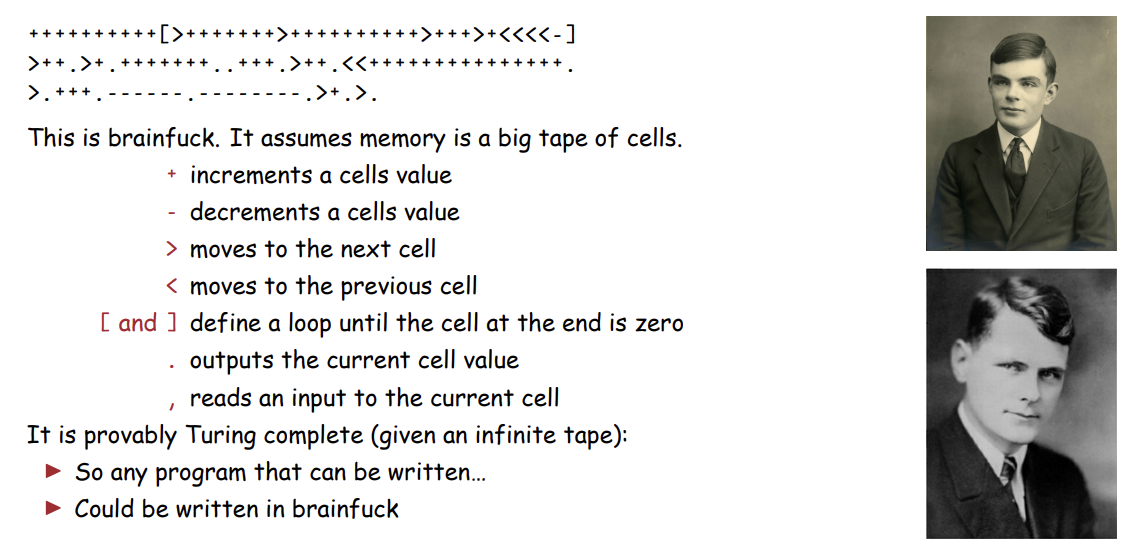 ++++++++++[>+++++++>++++++++++>+++>+<<<<-]
>++.>+.+++++++..+++.>++.<<+++++++++++++++.
>.+++.------.--------.>+.>.
This is brainfuck. It assumes memory is a big tape of cells.
+ increments a cells value
- decrements a cells value
> moves to the next cell
< moves to the previous cell
[ and ] define a loop until the cell at the end is zero
. outputs the current cell value
, reads an input to the current cell
It is provably Turing complete (given an infinite tape):
▶ So any program that can be written…
▶ Could be written in brainfuck